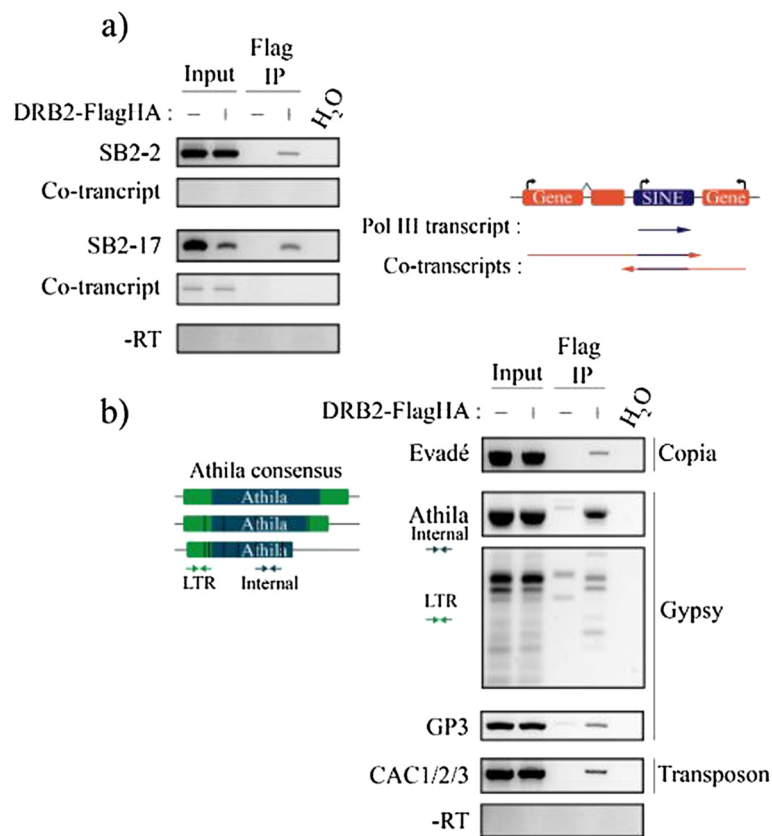 a)
Input
Flag
IP
H2O
DRB2-FlagHA : – + – +
SB2-2
Co-trancript
SB2-17
Co-trancript
-RT
Gene
SINE
Gene
Pol III transcript :
Co-transcripts :
b)
Athila consensus
Athila
Athila
Athila
LTR
Internal
Input
Flag
IP
H2O
DRB2-FlagHA : – + – +
Evadé
Copia
Athila
Internal
LTR
Gypsy
GP3
CAC1/2/3
Transposon
-RT